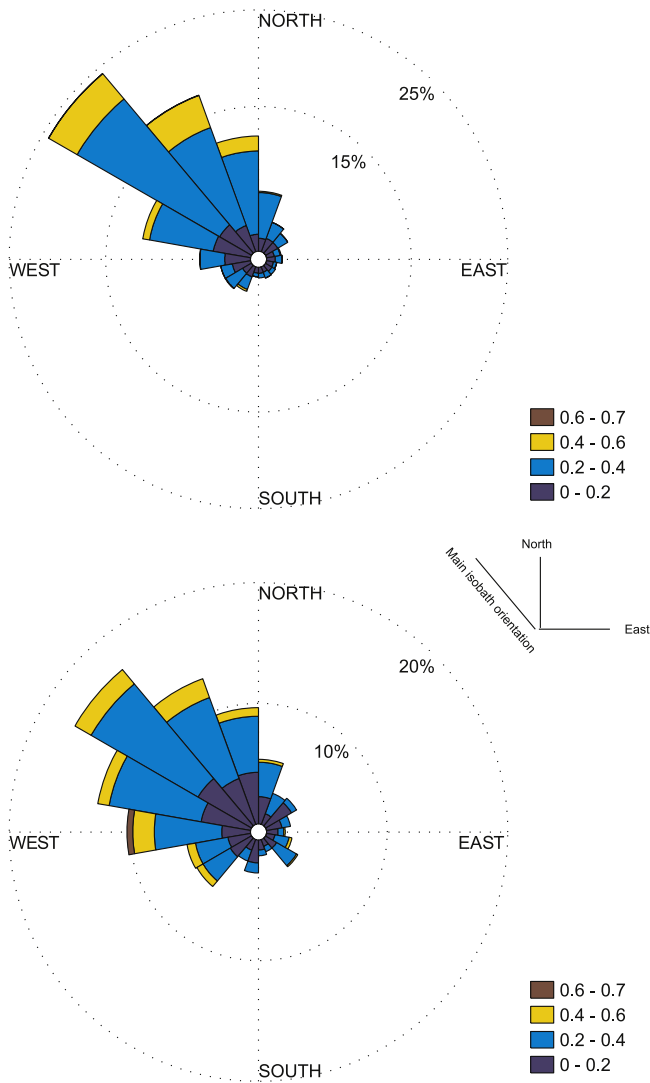 NORTH
25%
15%
WEST
EAST
0.6 - 0.7
0.4 - 0.6
0.2 - 0.4
0 - 0.2
SOUTH
North
Main isobath orientation
East
NORTH
20%
10%
WEST
EAST
0.6 - 0.7
0.4 - 0.6
0.2 - 0.4
0 - 0.2
SOUTH